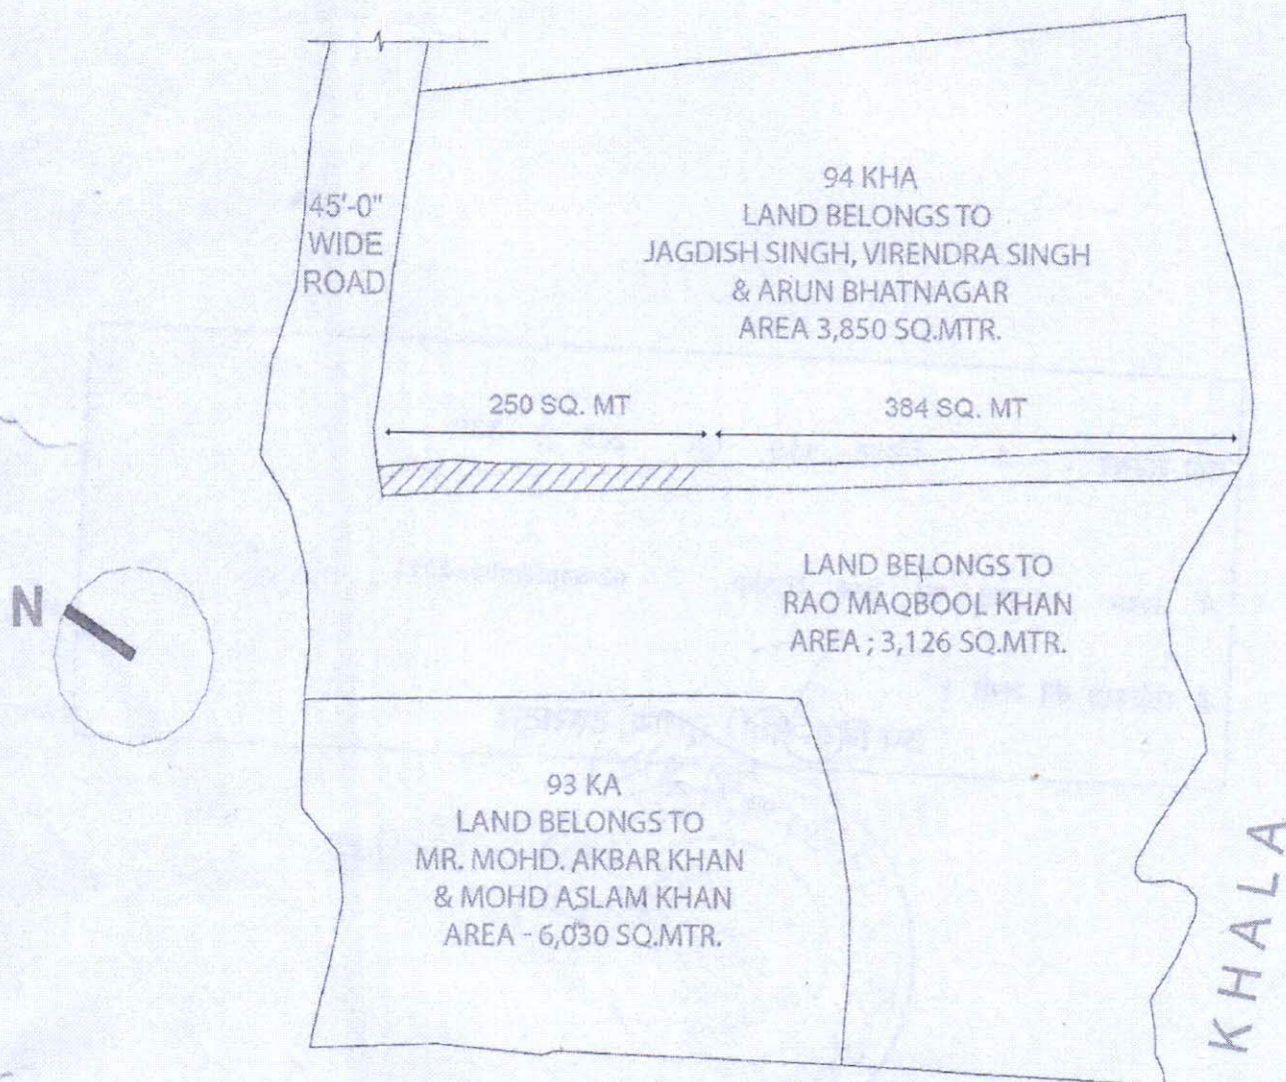 45'-0"
WIDE
ROAD
94 KHA
LAND BELONGS TO
JAGDISH SINGH, VIRENDRA SINGH
& ARUN BHATNAGAR
AREA 3,850 SQ.MTR.
250 SQ. MT
384 SQ. MT
LAND BELONGS TO
RAO MAQBOOL KHAN
AREA ; 3,126 SQ.MTR.
N
93 KA
LAND BELONGS TO
MR. MOHD. AKBAR KHAN
& MOHD ASLAM KHAN
AREA - 6,030 SQ.MTR.
KHALA